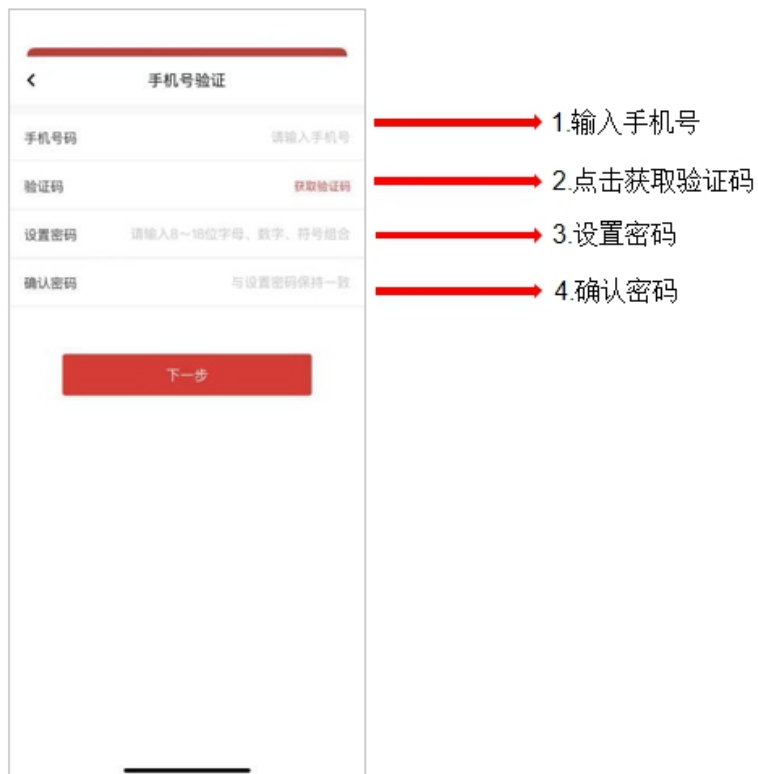 手机号验证
手机号码 请输入手机号
1.输入手机号
验证码 获取验证码
2.点击获取验证码
设置密码 请输入8～18位字母、数字、符号组合
3.设置密码
确认密码 与设置密码保持一致
4.确认密码
下一步